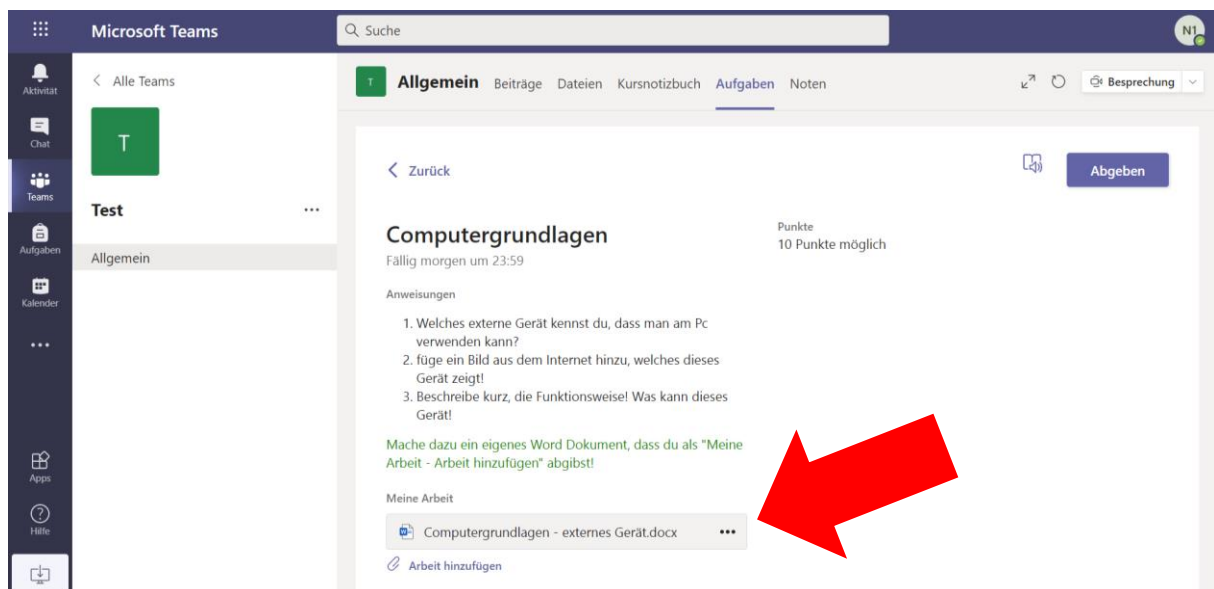 Microsoft Teams
Suche
N1
Aktivität
Chat
Teams
Aufgaben
Kalender
Apps
Hilfe
Alle Teams
T
Test
Allgemein
T
Allgemein Beiträge Dateien Kursnotizbuch Aufgaben Noten
Besprechung
Zurück
Abgeben
Computergrundlagen
Fällig morgen um 23:59
Punkte
10 Punkte möglich
Anweisungen
1. Welches externe Gerät kennst du, dass man am Pc
verwenden kann?
2. füge ein Bild aus dem Internet hinzu, welches dieses
Gerät zeigt!
3. Beschreibe kurz, die Funktionsweise! Was kann dieses
Gerät!
Mache dazu ein eigenes Word Dokument, dass du als "Meine
Arbeit - Arbeit hinzufügen" abgibst!
Meine Arbeit
Computergrundlagen - externes Gerät.docx
Arbeit hinzufügen